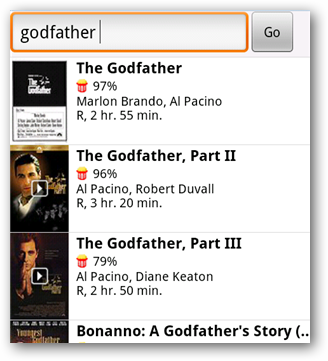 godfather
Go
The Godfather
97%
Marlon Brando, Al Pacino
R, 2 hr. 55 min.
The Godfather, Part II
96%
Al Pacino, Robert Duvall
R, 3 hr. 20 min.
The Godfather, Part III
79%
Al Pacino, Diane Keaton
R, 2 hr. 50 min.
Bonanno: A Godfather's Story (..